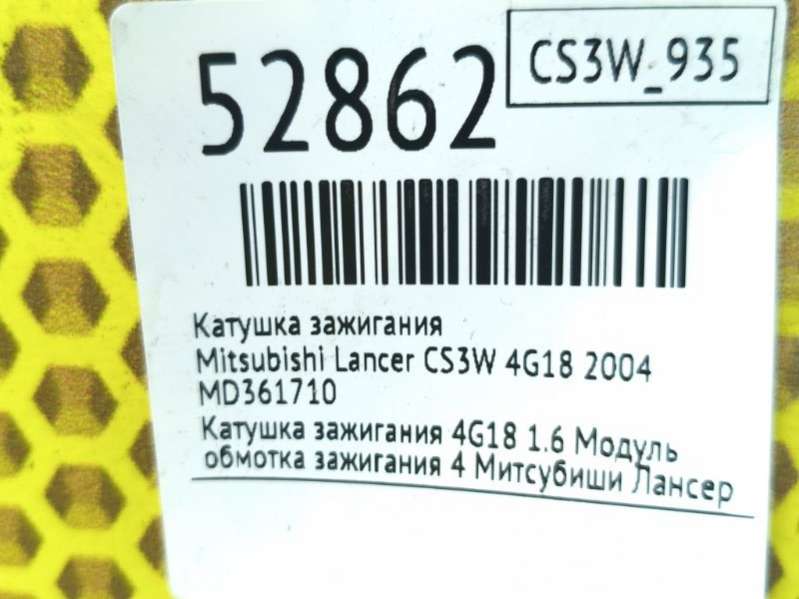 52862
CS3W_935
Катушка зажигания
Mitsubishi Lancer CS3W 4G18 2004
MD361710
Катушка зажигания 4G18 1.6 Модуль
обмотка зажигания 4 Митсубиши Лансер